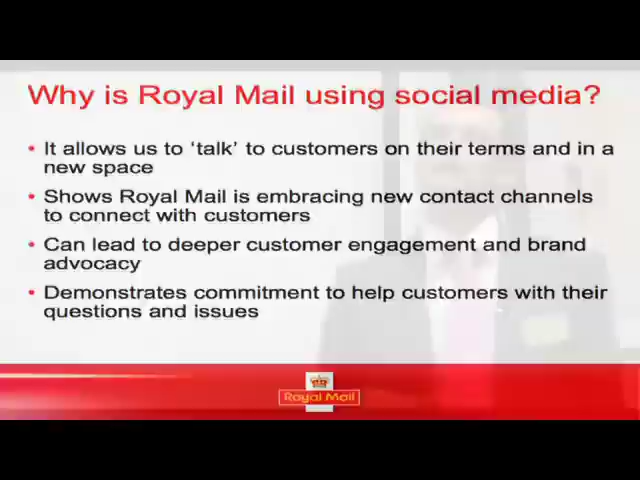 Why is Royal Mail using social media?
• It allows us to ‘talk’ to customers on their terms and in a
new space
• Shows Royal Mail is embracing new contact channels
to connect with customers
• Can lead to deeper customer engagement and brand
advocacy
• Demonstrates commitment to help customers with their
questions and issues
Royal Mail